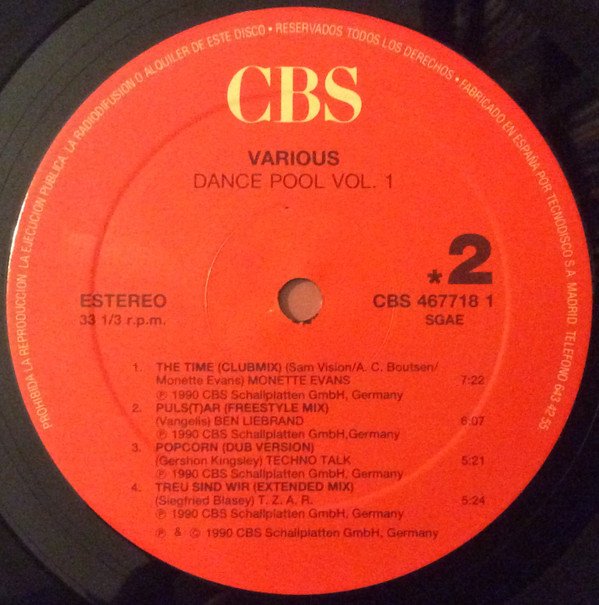 PROHIBIDA LA REPRODUCCION. LA EJECUCION PUBLICA. LA RADIODIFUSION O ALQUILER DE ESTE DISCO • RESERVADOS TODOS LOS DERECHOS • FABRICADO EN ESPAÑA POR: TECNODISCO S.A. MADRID. TELEFONO 643 42 55
CBS
VARIOUS
DANCE POOL VOL. 1
*2
ESTEREO CBS 467718 1
33 1/3 r.p.m. SGAE
1. THE TIME (CLUBMIX) (Sam Vision/A. C. Boutsen/
Monette Evans) MONETTE EVANS 7:22
℗ 1990 CBS Schallplatten GmbH, Germany
2. PULS(T)AR (FREESTYLE MIX)
(Vangelis) BEN LIEBRAND 6:07
℗ 1990 CBS Schallplatten GmbH,Germany
3. POPCORN (DUB VERSION)
(Gershon Kingsley) TECHNO TALK 5:21
℗ 1990 CBS Schallplatten GmbH, Germany
4. TREU SIND WIR (EXTENDED MIX)
(Siegfried Blasey) T. Z. A. R. 5:24
℗ 1990 CBS Schallplatten GmbH, Germany
℗ & © 1990 CBS Schallplatten GmbH, Germany